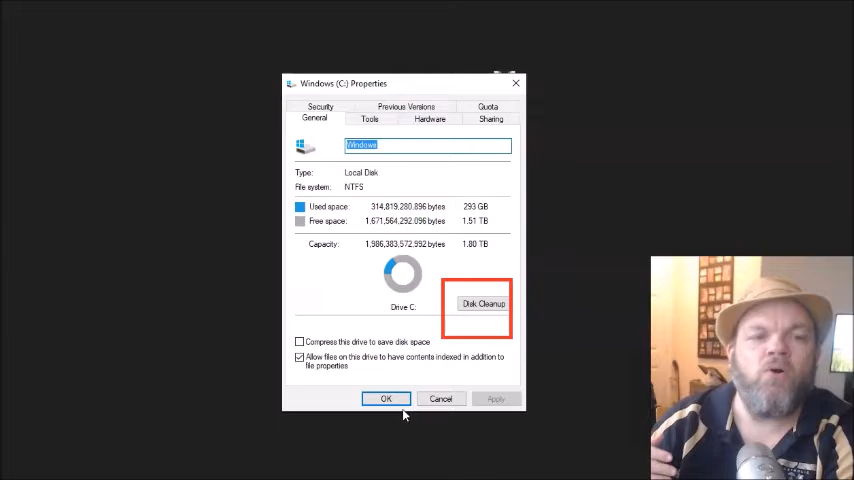 Windows (C:) Properties
Security Previous Versions Quota
General Tools Hardware Sharing
Windows
Type: Local Disk
File system: NTFS
Used space: 314,819,280,896 bytes 293 GB
Free space: 1,671,564,292,096 bytes 1.51 TB
Capacity: 1,986,383,572,992 bytes 1.80 TB
Drive C: Disk Cleanup
Compress this drive to save disk space
Allow files on this drive to have contents indexed in addition to
file properties
OK Cancel Apply